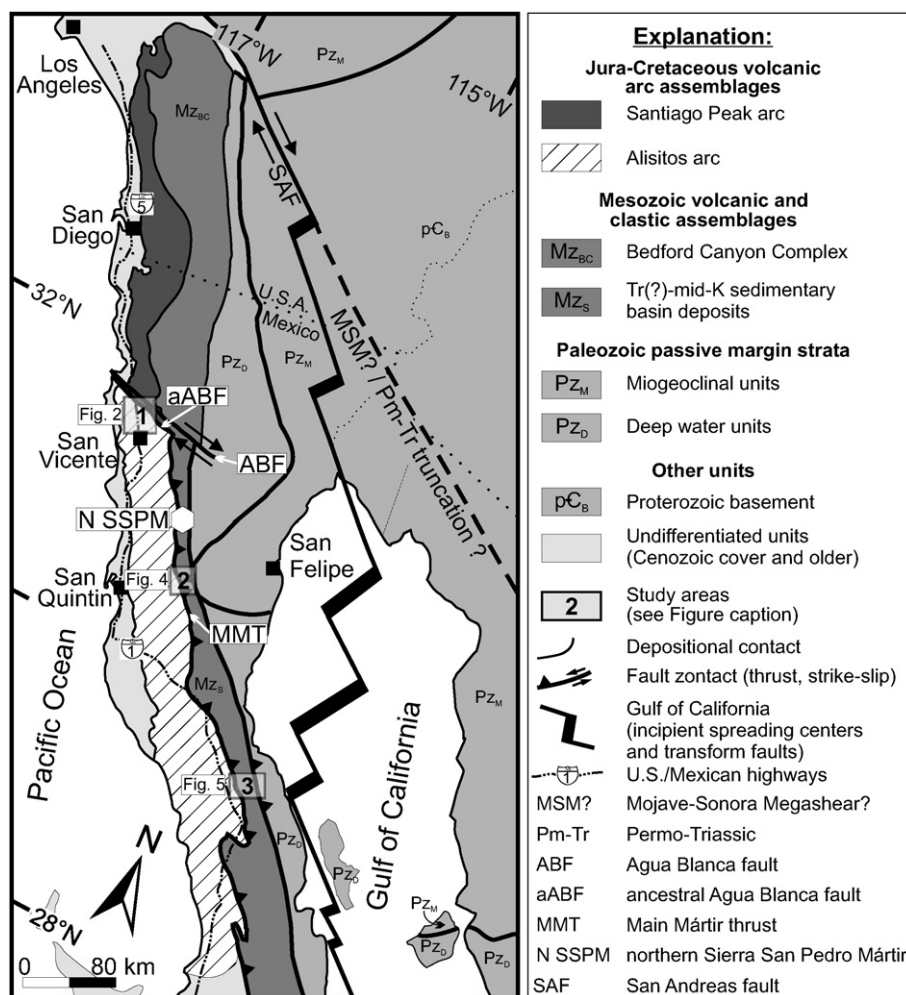 Los
Angeles
117°W
Pz_M
115°W
Mz_BC
SAF
5
San
Diego
p-C_B
32°N
U.S.A.
Mexico
Pz_D
Pz_M
MSM? / Pm-Tr truncation ?
aABF
Fig. 2
1
San
Vicente
ABF
N SSPM
San
Felipe
San
Quintin
Fig. 4
2
MMT
1
Pacific Ocean
Mz_S
Pz_M
Fig. 5
3
Gulf of California
Pz_D
Pz_D
N
Pz_M
Pz_D
Pz_D
28°N
0 80 km
Explanation:
Jura-Cretaceous volcanic
arc assemblages
Santiago Peak arc
Alisitos arc
Mesozoic volcanic and
clastic assemblages
Mz_BC Bedford Canyon Complex
Mz_S Tr(?)-mid-K sedimentary
basin deposits
Paleozoic passive margin strata
Pz_M Miogeoclinal units
Pz_D Deep water units
Other units
p-C_B Proterozoic basement
Undifferentiated units
(Cenozoic cover and older)
2 Study areas
(see Figure caption)
Depositional contact
Fault zontact (thrust, strike-slip)
Gulf of California
(incipient spreading centers
and transform faults)
1 U.S./Mexican highways
MSM? Mojave-Sonora Megashear?
Pm-Tr Permo-Triassic
ABF Agua Blanca fault
aABF ancestral Agua Blanca fault
MMT Main Mártir thrust
N SSPM northern Sierra San Pedro Mártir
SAF San Andreas fault